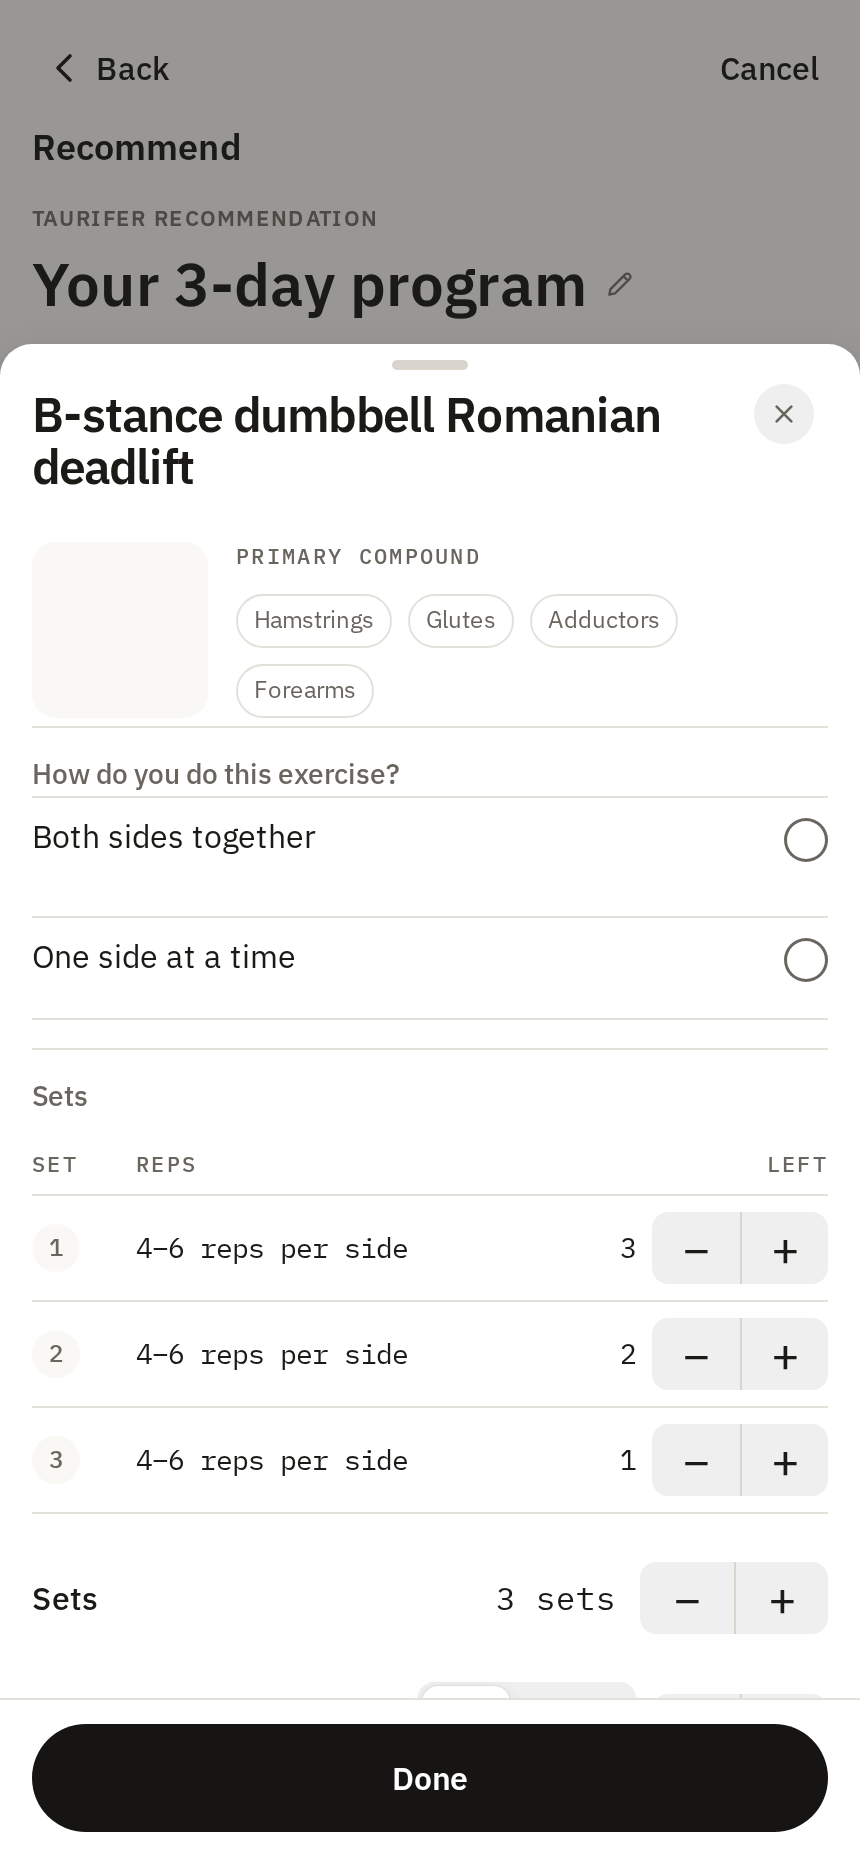 Back
Cancel
Recommend
TAURIFER RECOMMENDATION
Your 3-day program
B-stance dumbbell Romanian
deadlift
PRIMARY COMPOUND
Hamstrings Glutes Adductors
Forearms
How do you do this exercise?
Both sides together
One side at a time
Sets
SET REPS LEFT
1 4–6 reps per side 3 − +
2 4–6 reps per side 2 − +
3 4–6 reps per side 1 − +
Sets 3 sets − +
Done